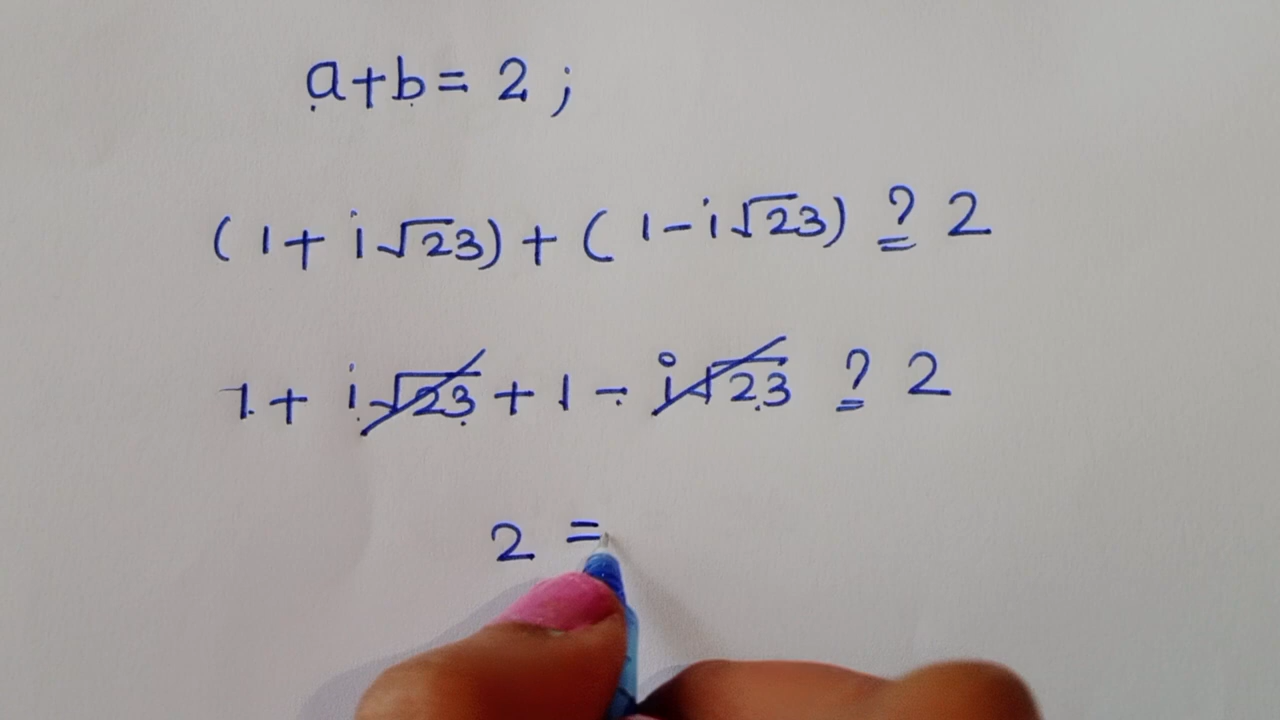 a+b= 2 ;
(1+ i√23)+(1-i√23) ≟ 2
1+ i√23 +1 - i√23 ≟ 2
2 =